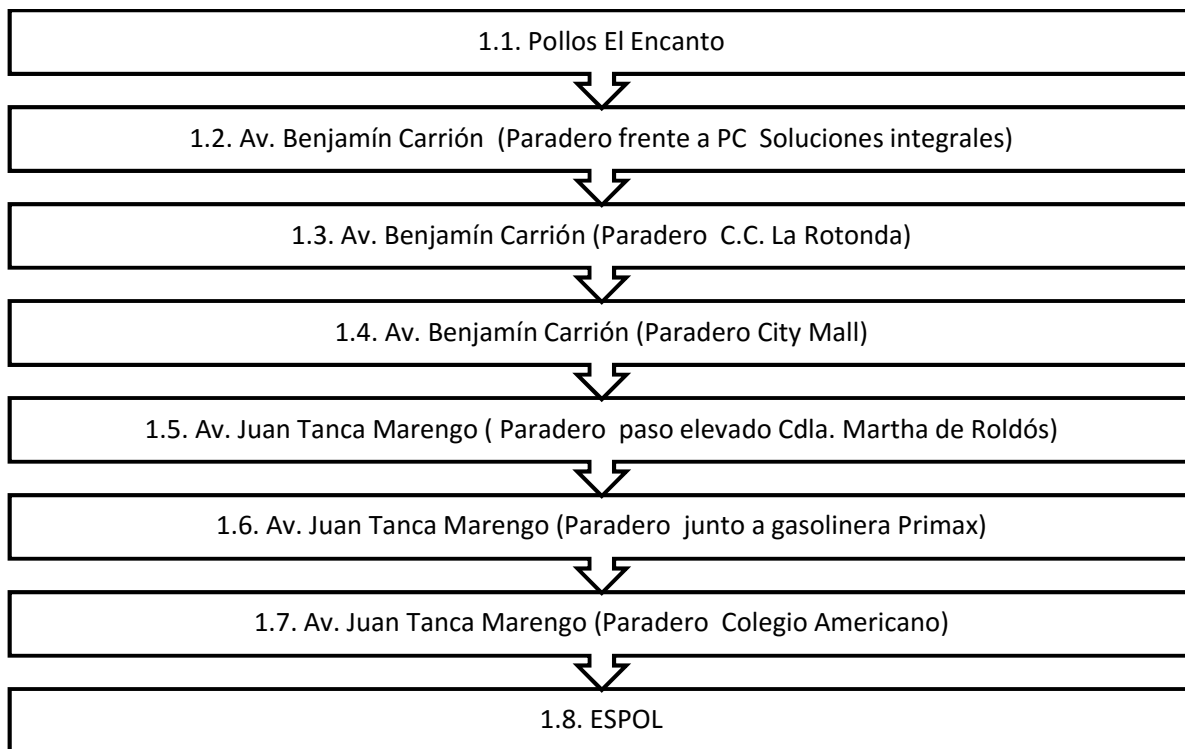 1.1. Pollos El Encanto
1.2. Av. Benjamín Carrión (Paradero frente a PC Soluciones integrales)
1.3. Av. Benjamín Carrión (Paradero C.C. La Rotonda)
1.4. Av. Benjamín Carrión (Paradero City Mall)
1.5. Av. Juan Tanca Marengo ( Paradero paso elevado Cdla. Martha de Roldós)
1.6. Av. Juan Tanca Marengo (Paradero junto a gasolinera Primax)
1.7. Av. Juan Tanca Marengo (Paradero Colegio Americano)
1.8. ESPOL